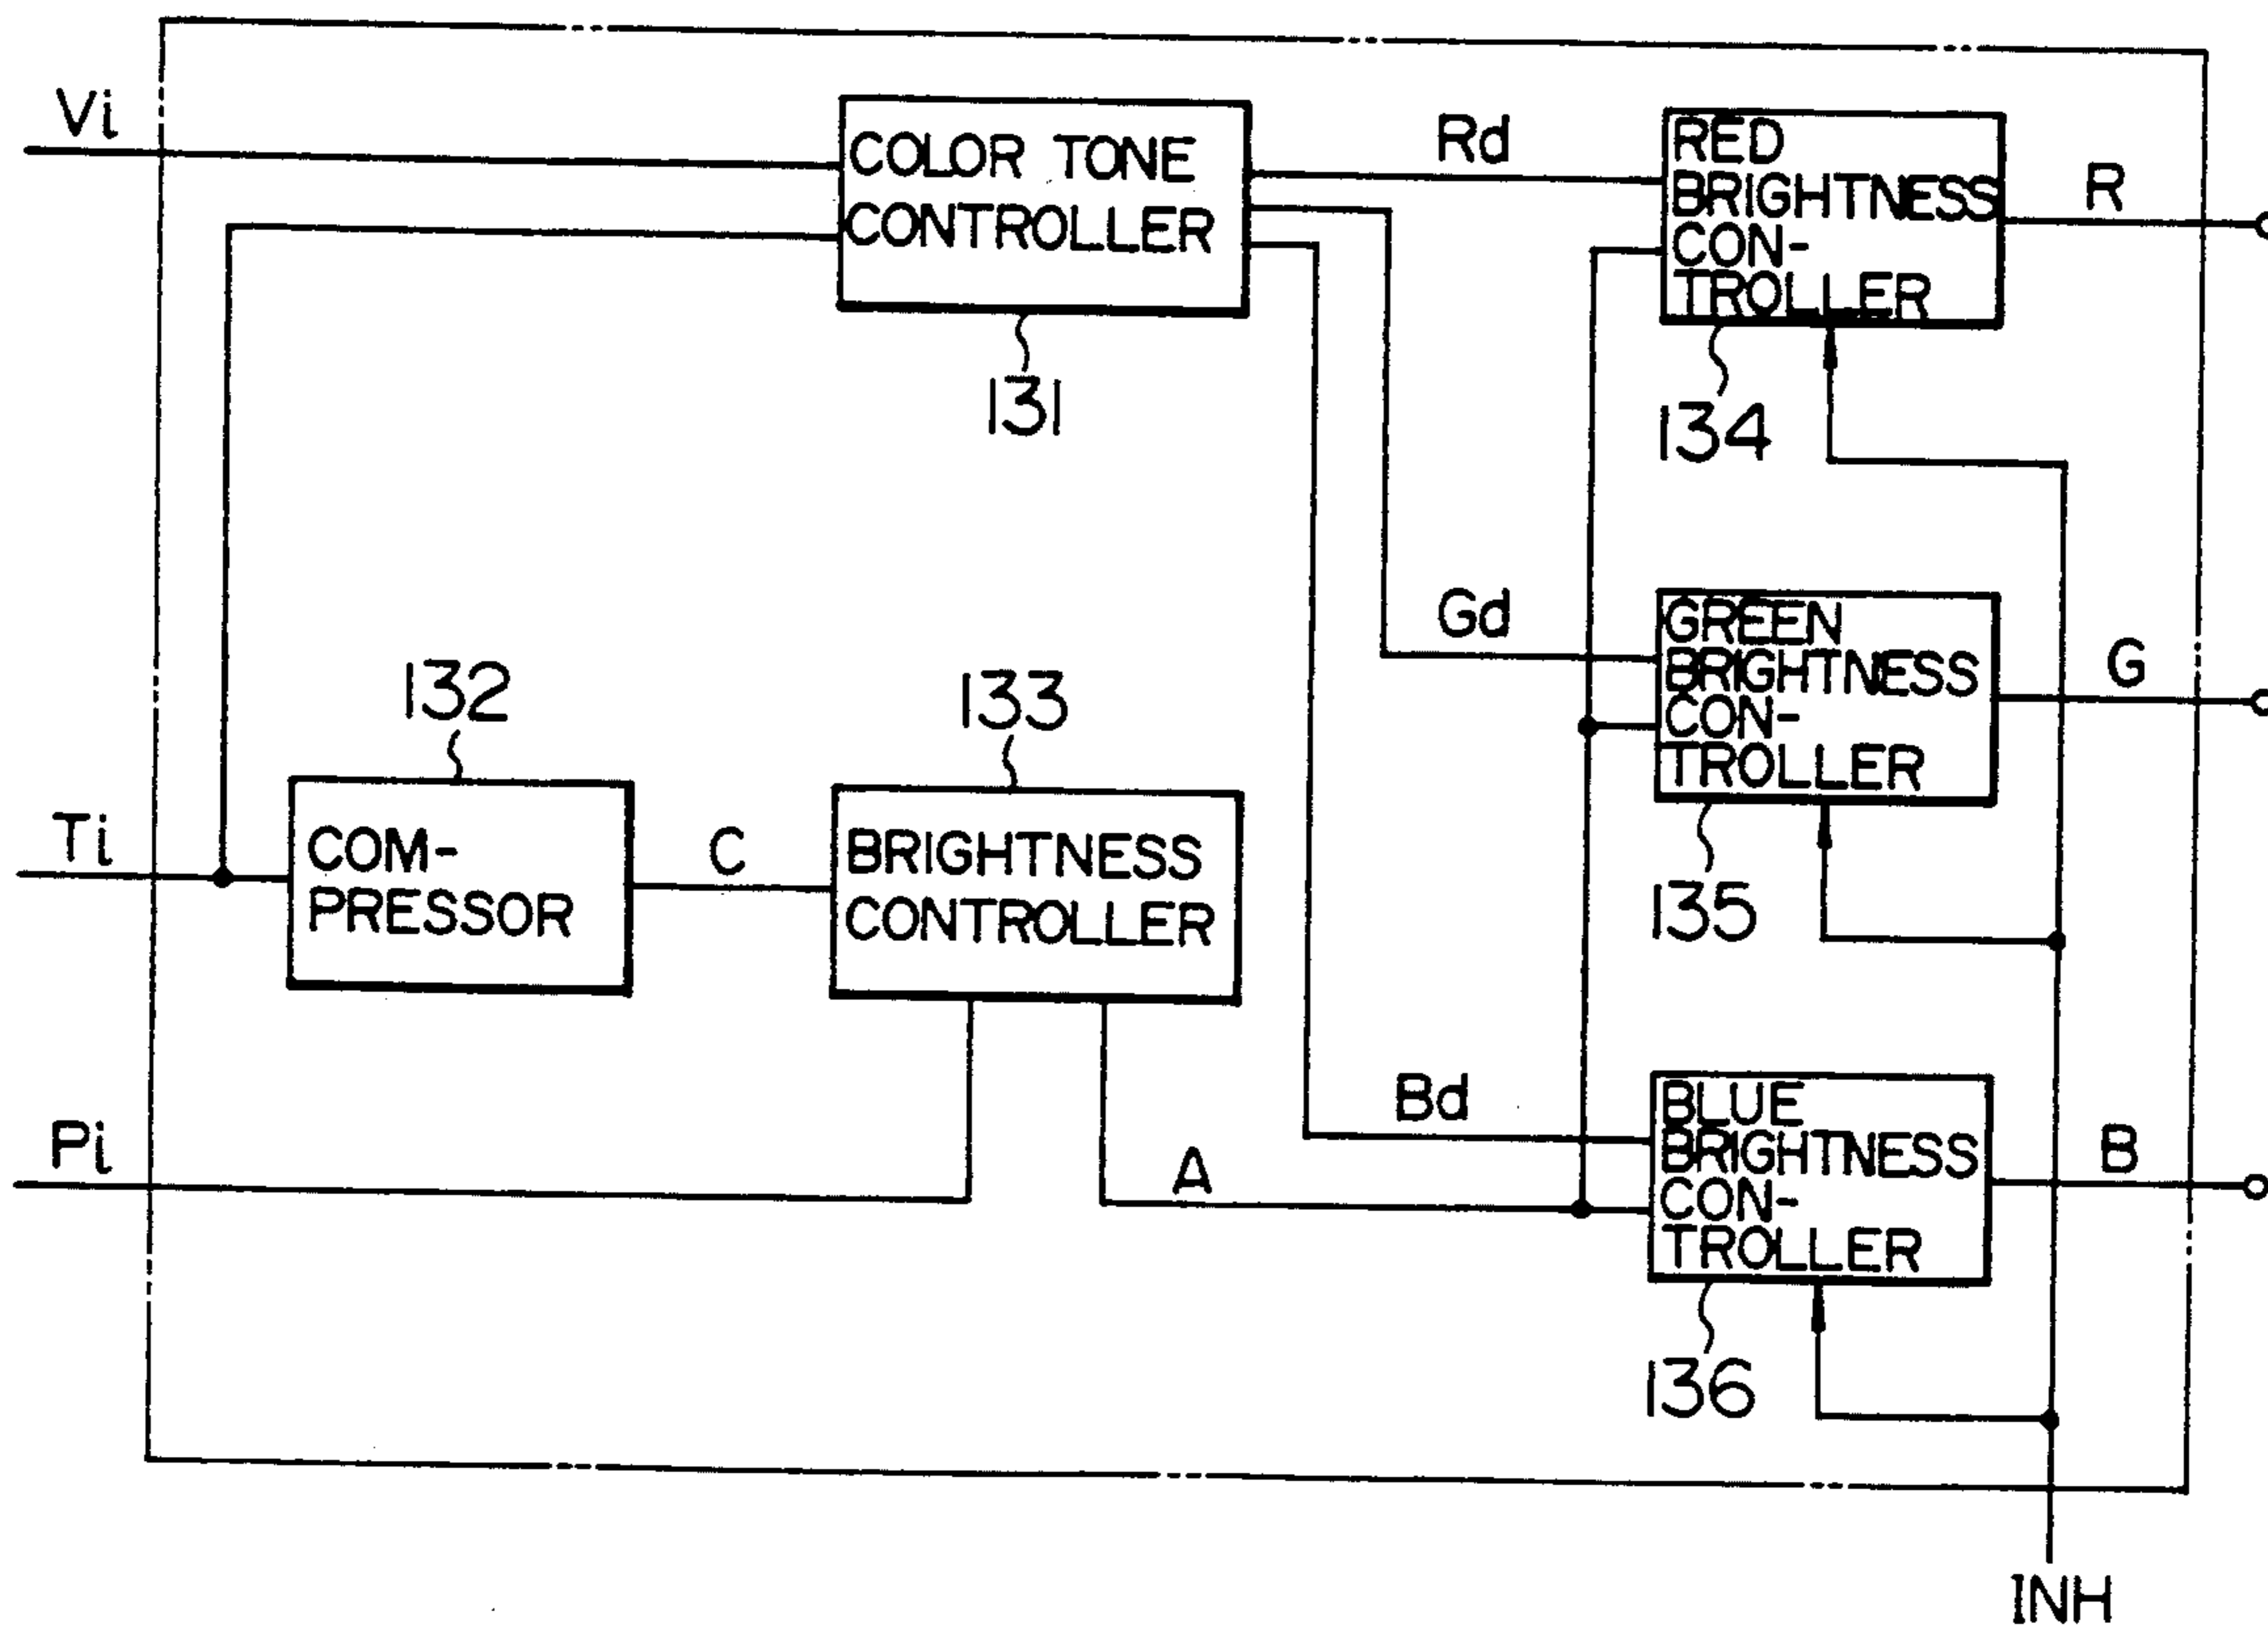 Vi
COLOR TONE
CONTROLLER
131
Rd
RED
BRIGHTNESS
CON-
TROLLER
134
R
Gd
GREEN
BRIGHTNESS
CON-
TROLLER
135
G
132
133
Ti
COM-
PRESSOR
C
BRIGHTNESS
CONTROLLER
Pi
A
Bd
BLUE
BRIGHTNESS
CON-
TROLLER
136
B
INH